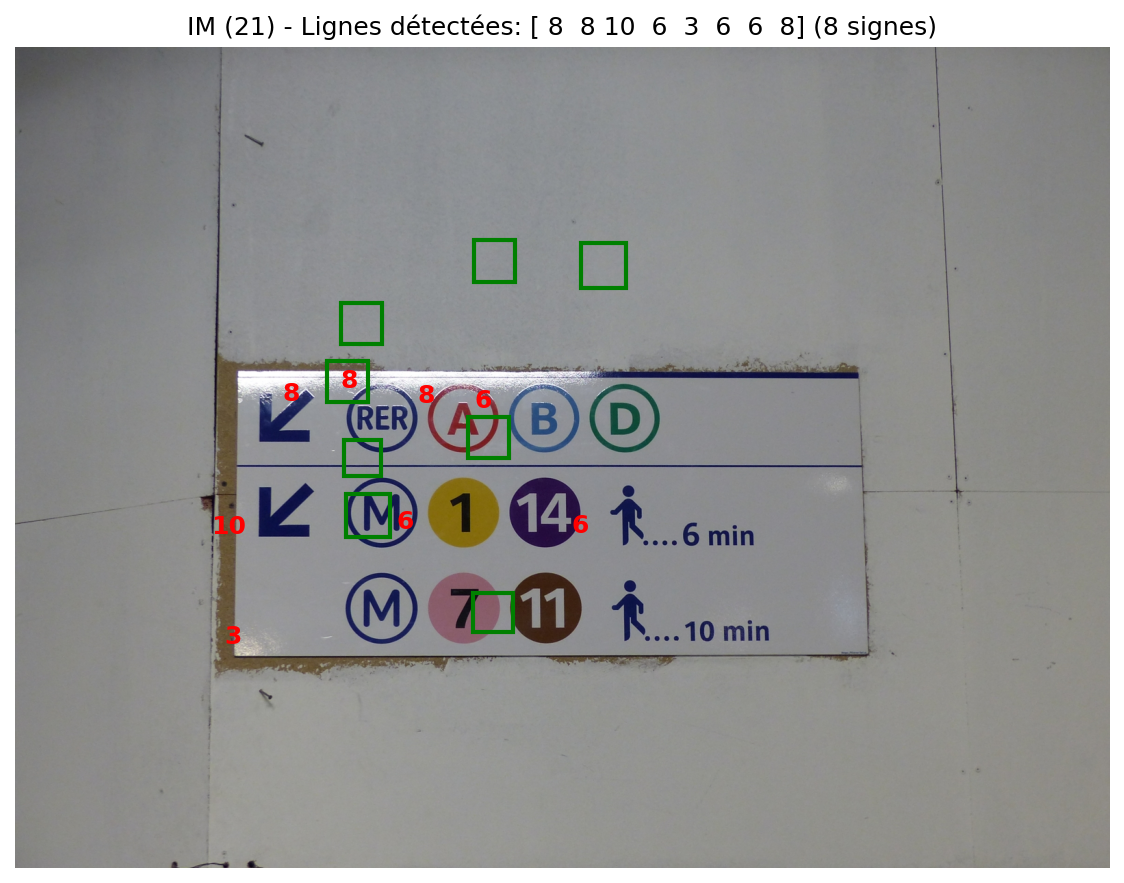 IM (21) - Lignes détectées: [ 8 8 10 6 3 6 6 8] (8 signes)
8 8 8 6
RER A B D
10 6 6
M 1 14 ....6 min
3
M 7 11 ....10 min